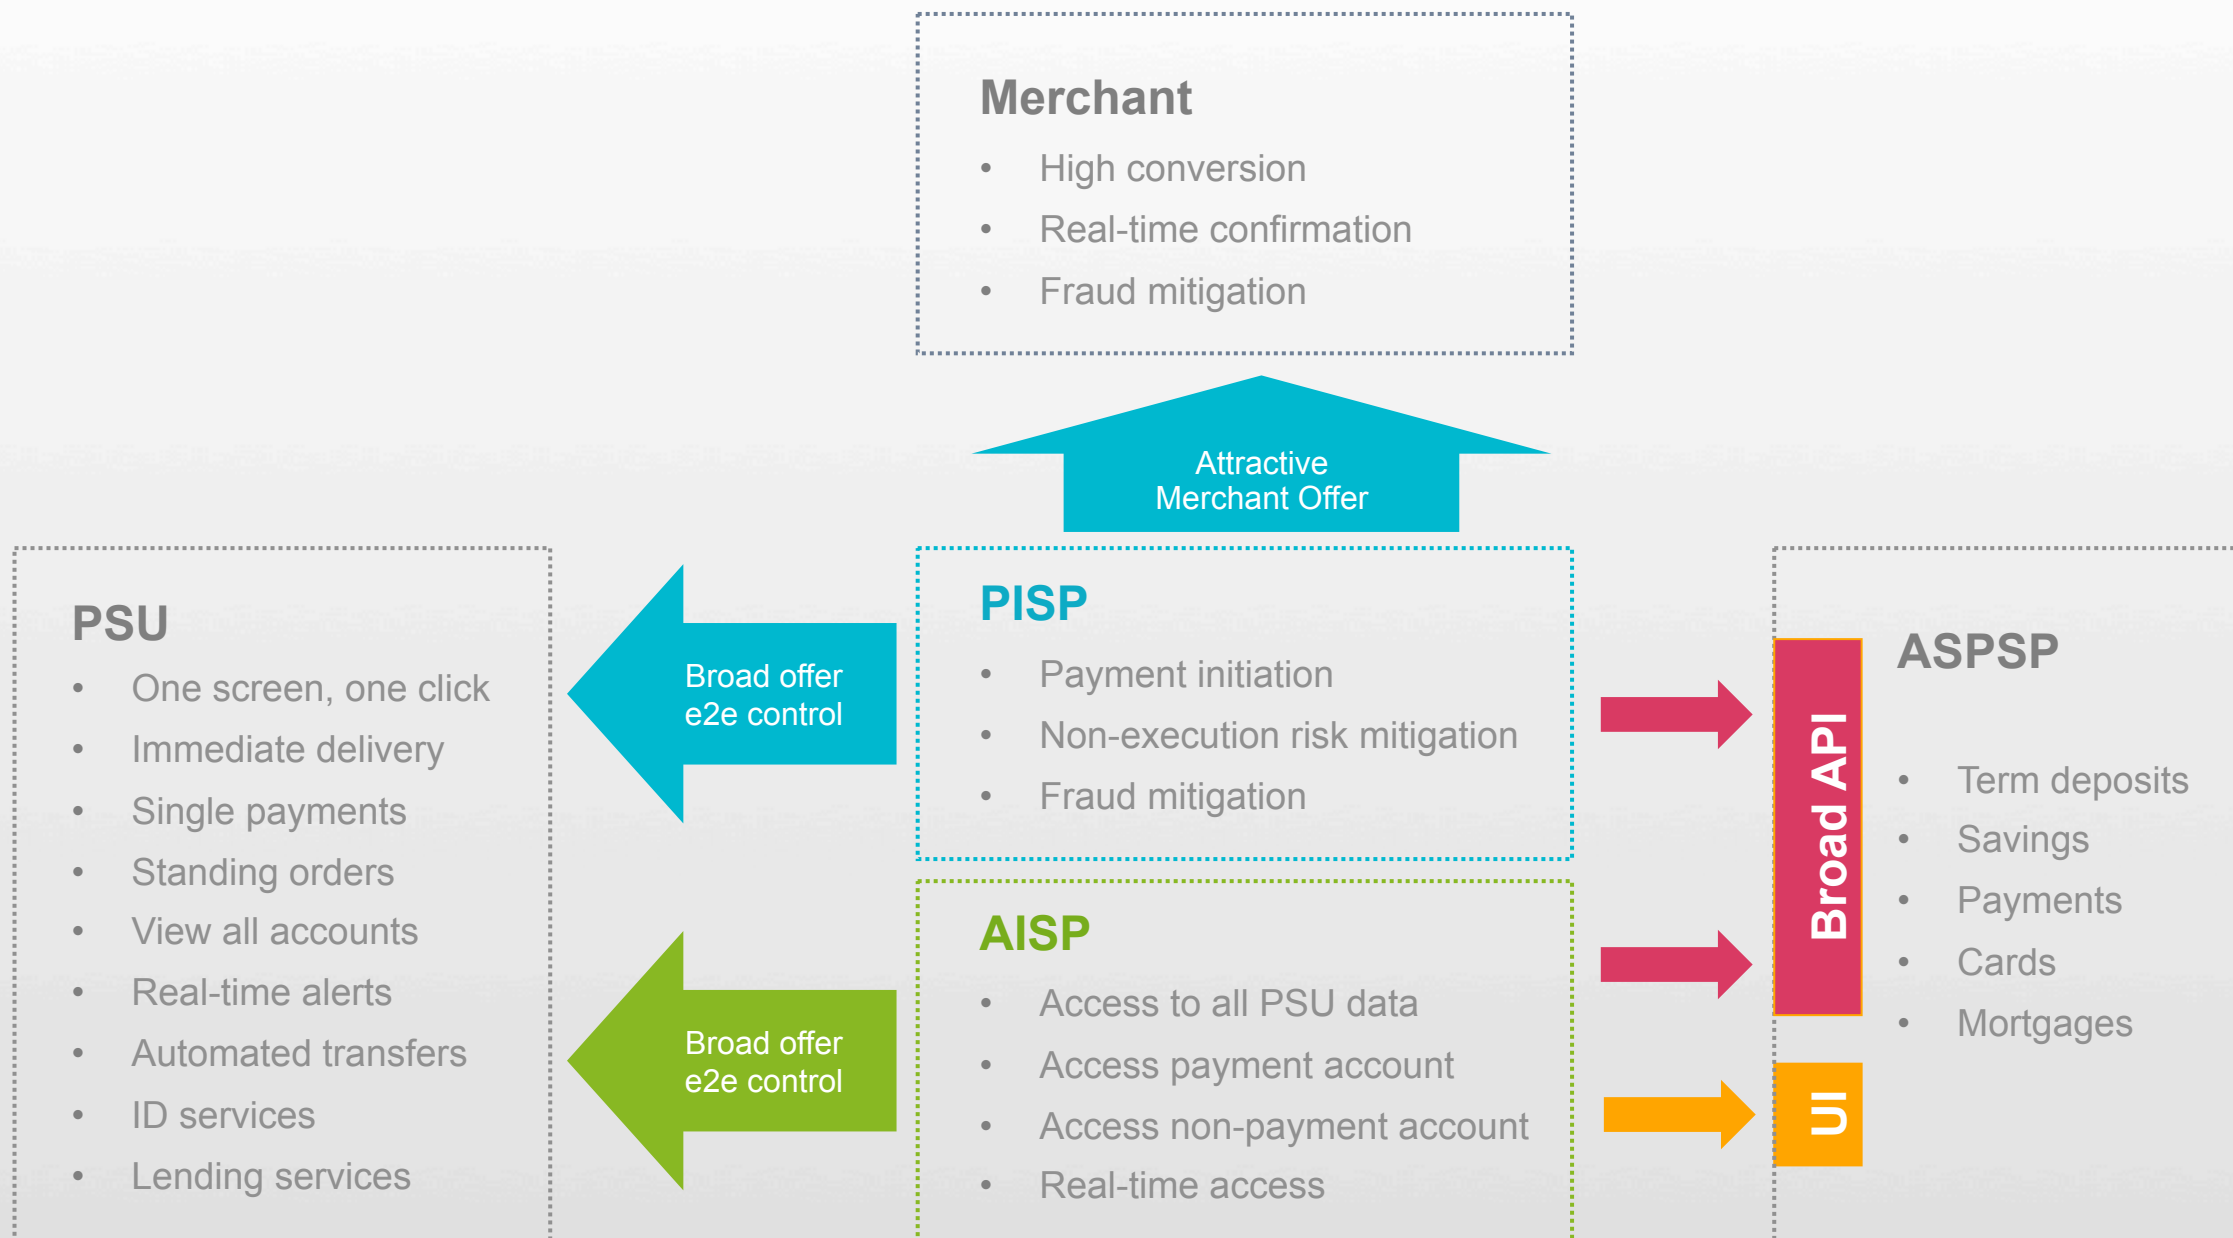 Merchant
• High conversion
• Real-time confirmation
• Fraud mitigation
Attractive
Merchant Offer
PSU
• One screen, one click
• Immediate delivery
• Single payments
• Standing orders
• View all accounts
• Real-time alerts
• Automated transfers
• ID services
• Lending services
Broad offer
e2e control
Broad offer
e2e control
PISP
• Payment initiation
• Non-execution risk mitigation
• Fraud mitigation
AISP
• Access to all PSU data
• Access payment account
• Access non-payment account
• Real-time access
Broad API
UI
ASPSP
• Term deposits
• Savings
• Payments
• Cards
• Mortgages